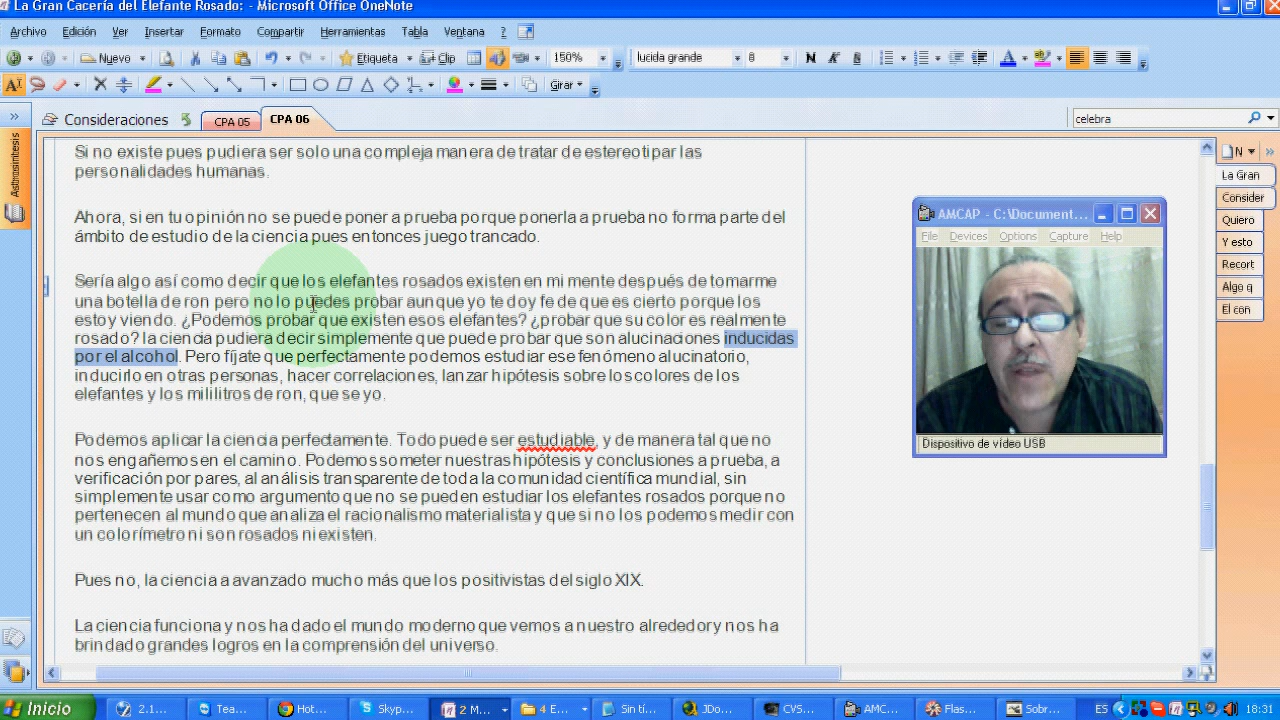 La Gran Cacería del Elefante Rosado: - Microsoft Office OneNote
Archivo Edición Ver Insertar Formato Compartir Herramientas Tabla Ventana ?
Nuevo Etiqueta Clip 150% lucida grande 8 N K S
Girar
Consideraciones CPA 05 CPA 06 celebra
Si no existe pues pudiera ser solo una compleja manera de tratar de estereotipar las
personalidades humanas.
Ahora, si en tu opinión no se puede poner a prueba porque ponerla a prueba no forma parte del
ámbito de estudio de la ciencia pues entonces juego trancado.
Sería algo así como decir que los elefantes rosados existen en mi mente después de tomarme
una botella de ron pero no lo puedes probar aunque yo te doy fe de que es cierto porque los
estoy viendo. ¿Podemos probar que existen esos elefantes? ¿probar que su color es realmente
rosado? la ciencia pudiera decir simplemente que puede probar que son alucinaciones inducidas
por el alcohol. Pero fíjate que perfectamente podemos estudiar ese fenómeno alucinatorio,
inducirlo en otras personas, hacer correlaciones, lanzar hipótesis sobre los colores de los
elefantes y los mililitros de ron, que se yo.
Podemos aplicar la ciencia perfectamente. Todo puede ser estudiable, y de manera tal que no
nos engañemos en el camino. Podemos someter nuestras hipótesis y conclusiones a prueba, a
verificación por pares, al análisis transparente de toda la comunidad científica mundial, sin
simplemente usar como argumento que no se pueden estudiar los elefantes rosados porque no
pertenecen al mundo que analiza el racionalismo materialista y que si no los podemos medir con
un colorímetro ni son rosados ni existen.
Pues no, la ciencia a avanzado mucho más que los positivistas del siglo XIX.
La ciencia funciona y nos ha dado el mundo moderno que vemos a nuestro alrededor y nos ha
brindado grandes logros en la comprensión del universo.
AMCAP - C:\Document...
File Devices Options Capture Help
Dispositivo de vídeo USB
N
La Gran
Consider
Quiero
Y esto
Recort
Algo q
El con
Inicio 2.1... Tea... Hot... Skyp... 2 M... 4 E... Sin tí... JDo... CVS... AMC... Flas... Sobr... ES 18:31